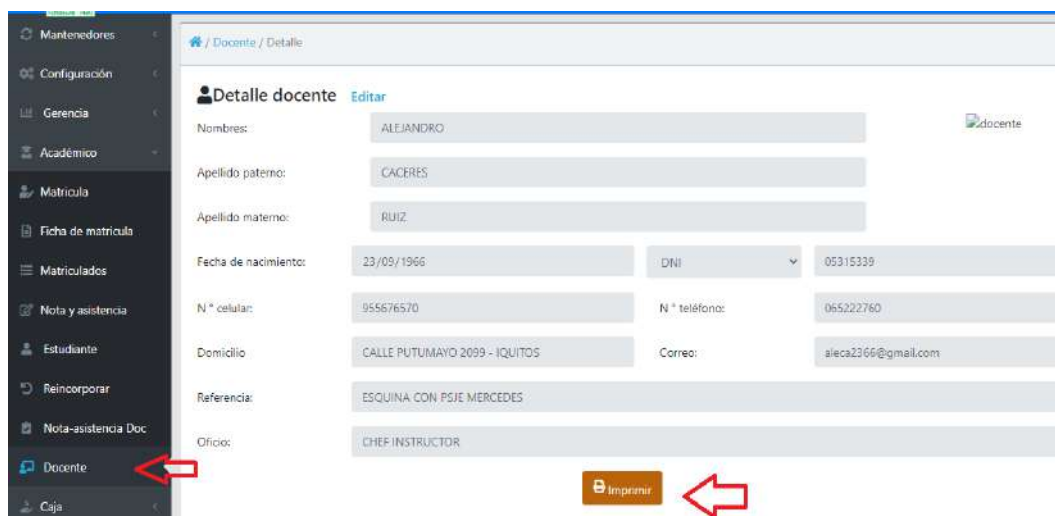 Mantenedores
/ Docente / Detalle
Configuración
Detalle docente Editar
Gerencia
Nombres: ALEJANDRO
docente
Académico
Apellido paterno: CACERES
Matricula
Apellido materno: RUIZ
Ficha de matricula
Fecha de nacimiento: 23/09/1966 DNI 05315339
Matriculados
Nota y asistencia
N ° celular: 955676570 N ° teléfono: 065222760
Estudiante
Domicilio CALLE PUTUMAYO 2099 - IQUITOS Correo: aleca2366@gmail.com
Reincorporar
Referencia: ESQUINA CON PSJE MERCEDES
Nota-asistencia Doc
Oficio: CHEF INSTRUCTOR
Docente
Imprimir
Caja